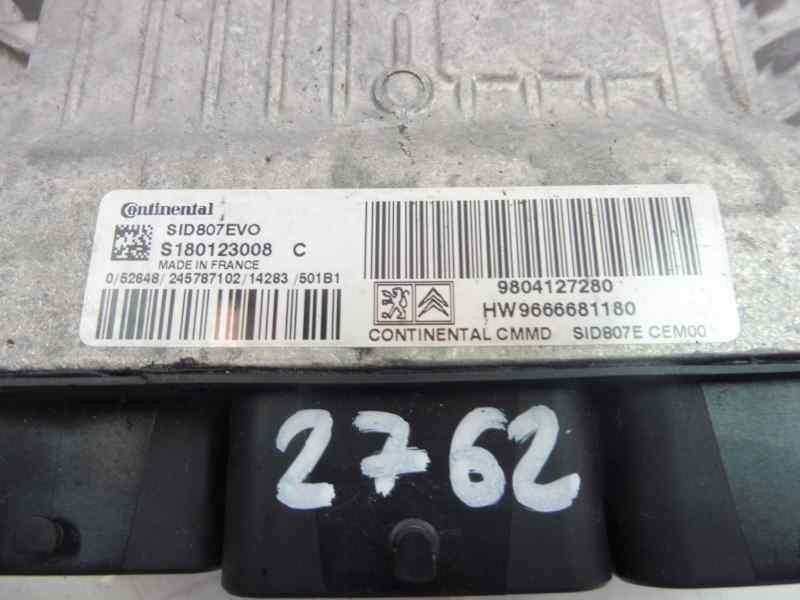 Continental
SID807EVO
S180123008 C
MADE IN FRANCE
0/52648/245787102/14283/501B1
9804127280
HW9666681180
CONTINENTAL CMMD SID807E CEM00
2762